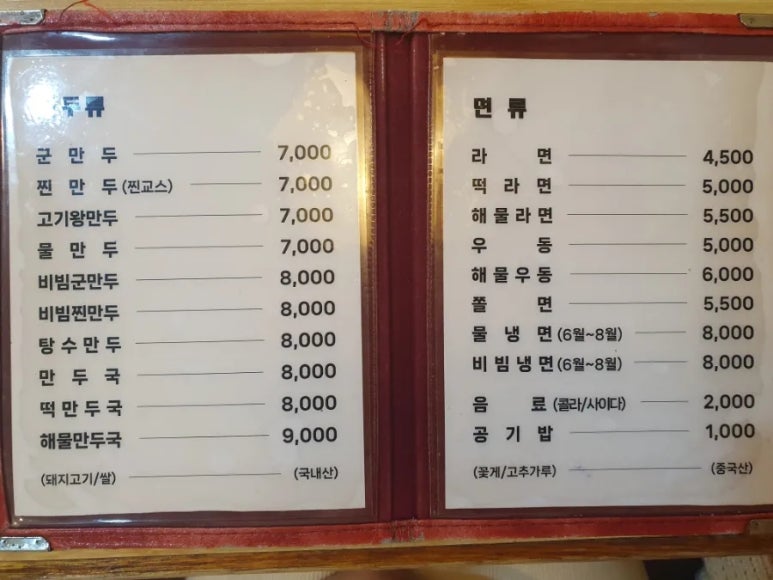 두류
군만두 7,000
찐만두(찐교스) 7,000
고기왕만두 7,000
물만두 7,000
비빔군만두 8,000
비빔찐만두 8,000
탕수만두 8,000
만두국 8,000
떡만두국 8,000
해물만두국 9,000
(돼지고기/쌀) (국내산)
면류
라면 4,500
떡라면 5,000
해물라면 5,500
우동 5,000
해물우동 6,000
쫄면 5,500
물냉면(6월~8월) 8,000
비빔냉면(6월~8월) 8,000
음료(콜라/사이다) 2,000
공기밥 1,000
(꽃게/고추가루) (중국산)